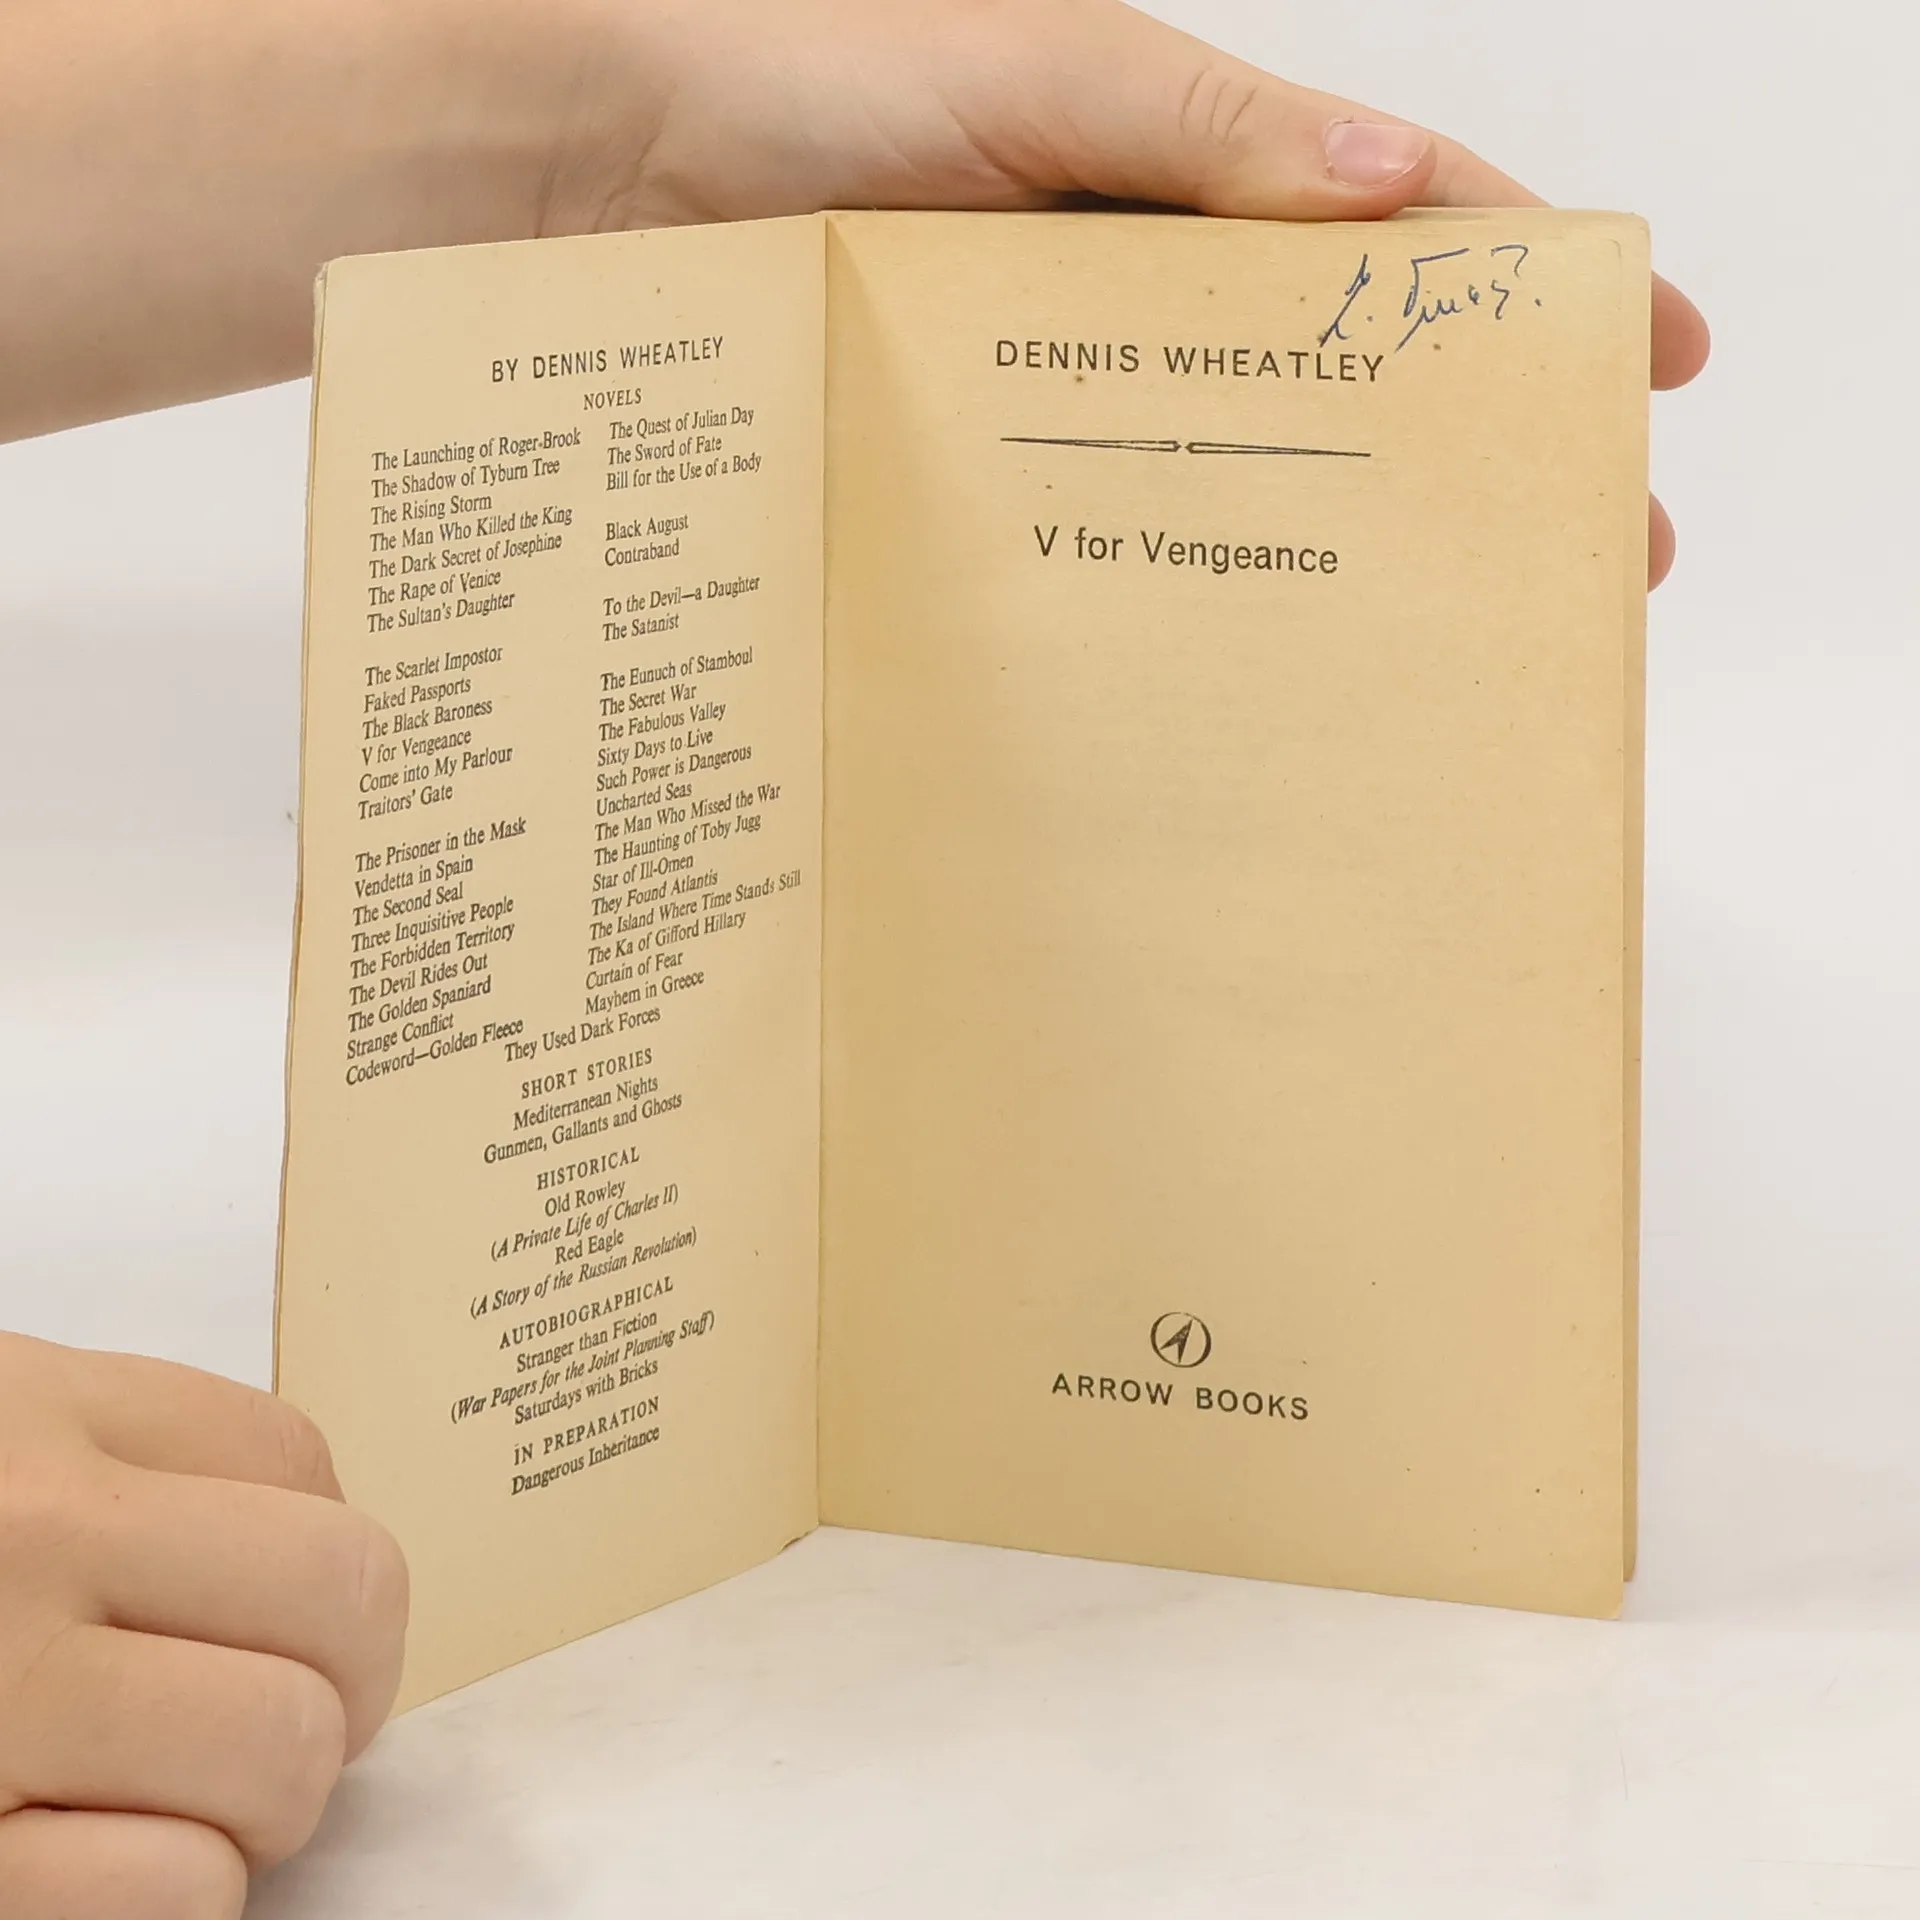 BY DENNIS WHEATLEY
NOVELS
The Launching of Roger Brook
The Shadow of Tyburn Tree
The Rising Storm
The Man Who Killed the King
The Dark Secret of Josephine
The Rape of Venice
The Sultan's Daughter
The Scarlet Impostor
Faked Passports
The Black Baroness
V for Vengeance
Come into My Parlour
Traitors' Gate
The Prisoner in the Mask
Vendetta in Spain
The Second Seal
Three Inquisitive People
The Forbidden Territory
The Devil Rides Out
The Golden Spaniard
Strange Conflict
Codeword—Golden Fleece
The Quest of Julian Day
The Sword of Fate
Bill for the Use of a Body
Black August
Contraband
To the Devil—a Daughter
The Satanist
The Eunuch of Stamboul
The Secret War
The Fabulous Valley
Sixty Days to Live
Such Power is Dangerous
Uncharted Seas
The Man Who Missed the War
The Haunting of Toby Jugg
Star of Ill-Omen
They Found Atlantis
The Island Where Time Stands Still
The Ka of Gifford Hillary
Curtain of Fear
Mayhem in Greece
They Used Dark Forces
SHORT STORIES
Mediterranean Nights
Gunmen, Gallants and Ghosts
HISTORICAL
Old Rowley
(A Private Life of Charles II)
Red Eagle
(A Story of the Russian Revolution)
AUTOBIOGRAPHICAL
Stranger than Fiction
(War Papers for the Joint Planning Staff)
Saturdays with Bricks
IN PREPARATION
Dangerous Inheritance
DENNIS WHEATLEY
V for Vengeance
ARROW BOOKS